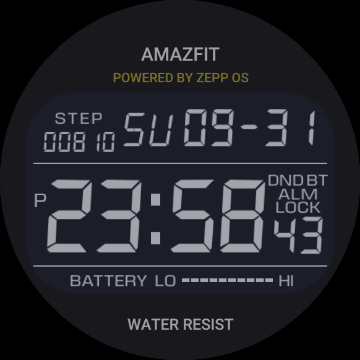 AMAZFIT
POWERED BY ZEPP OS
STEP
00810 SU 09-31
DND BT
ALM
LOCK
P 23:58 43
BATTERY LO ---------- HI
WATER RESIST